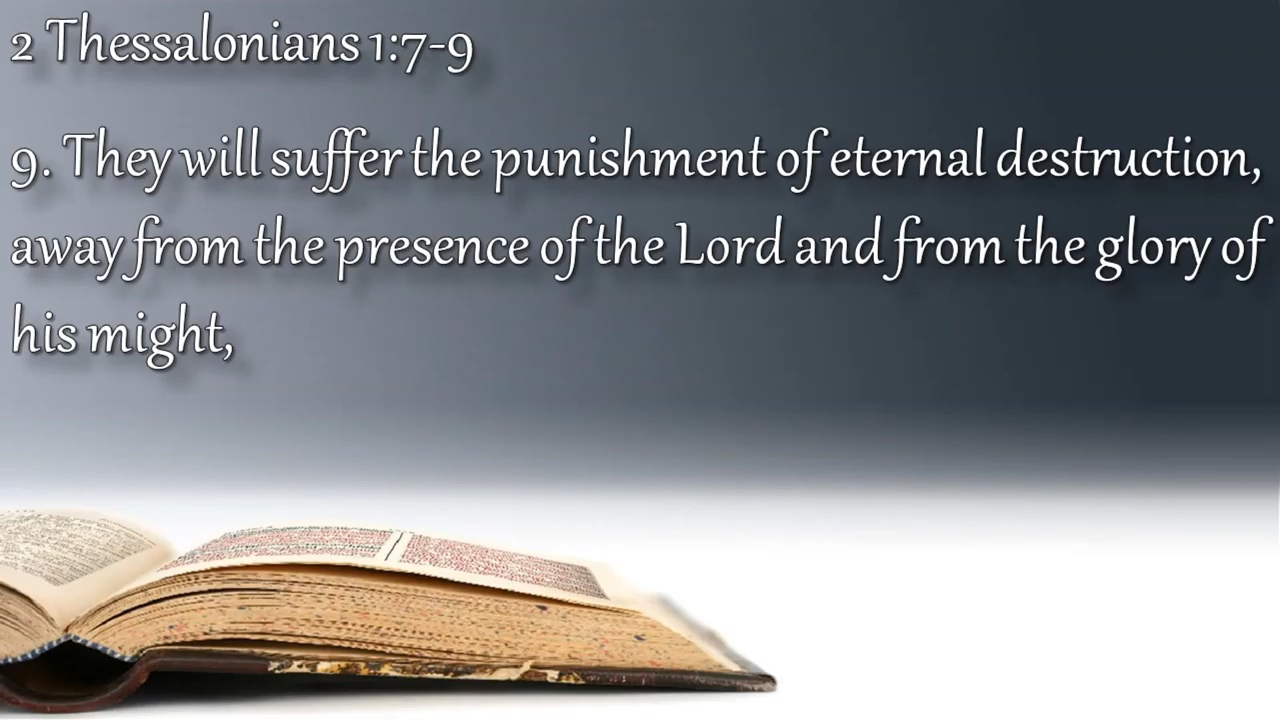 2 Thessalonians 1:7-9
9. They will suffer the punishment of eternal destruction,
away from the presence of the Lord and from the glory of
his might,